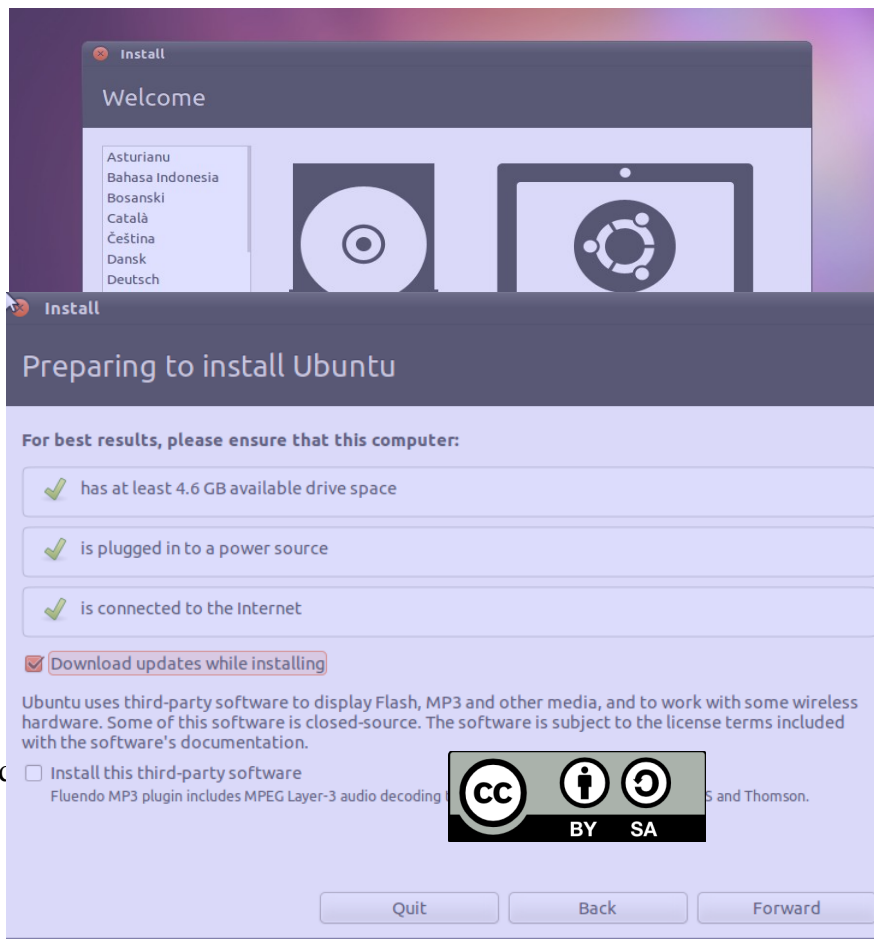 Install
Welcome
Asturianu
Bahasa Indonesia
Bosanski
Català
Čeština
Dansk
Deutsch
Install
Preparing to install Ubuntu
For best results, please ensure that this computer:
has at least 4.6 GB available drive space
is plugged in to a power source
is connected to the Internet
Download updates while installing
Ubuntu uses third-party software to display Flash, MP3 and other media, and to work with some wireless
hardware. Some of this software is closed-source. The software is subject to the license terms included
with the software's documentation.
Install this third-party software
Fluendo MP3 plugin includes MPEG Layer-3 audio decoding and Thomson.
cc
BY SA
Quit Back Forward